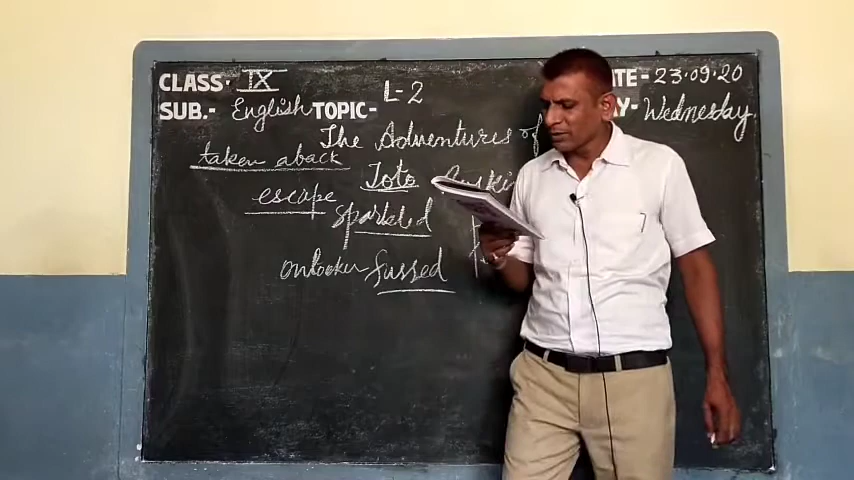 CLASS- IX
SUB.- English TOPIC- L-2
The Adventures of
Toto
DATE - 23.09.20
Wednesday
taken aback
escape
sparkled
onlooker fussed